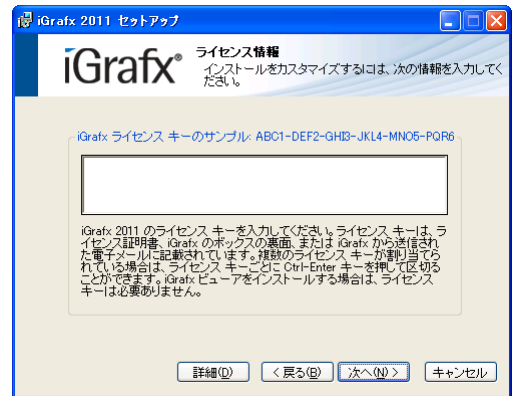 iGrafx 2011 セットアップ
iGrafx®
ライセンス情報
インストールをカスタマイズするには、次の情報を入力してく
ださい。
iGrafx ライセンス キーのサンプル: ABC1-DEF2-GHI3-JKL4-MNO5-PQR6
iGrafx 2011 のライセンス キーを入力してください。ライセンス キーは、ラ
イセンス証明書、iGrafx のボックスの裏面、または iGrafx から送信され
た電子メールに記載されています。複数のライセンス キーが割り当てら
れている場合は、ライセンス キーごとに Ctrl-Enter キーを押して区切る
ことができます。iGrafx ビューアをインストールする場合は、ライセンス
キーは必要ありません。
詳細(D)
< 戻る(B)
次へ(N) >
キャンセル